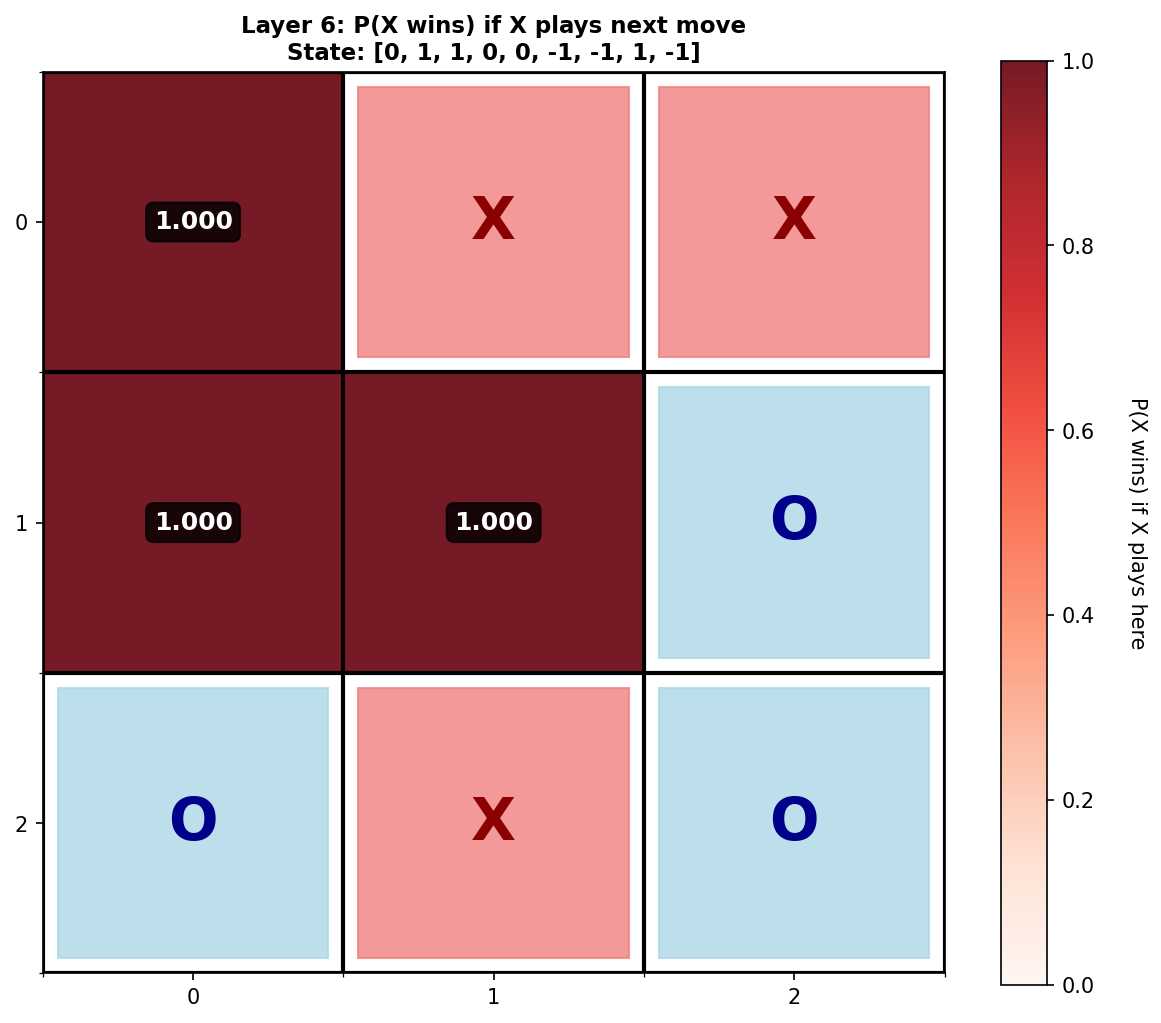 Layer 6: P(X wins) if X plays next move
State: [0, 1, 1, 0, 0, -1, -1, 1, -1]
0
1.000
X
X
1
1.000
1.000
O
2
O
X
O
0
1
2
1.0
0.8
0.6
0.4
0.2
0.0
P(X wins) if X plays here